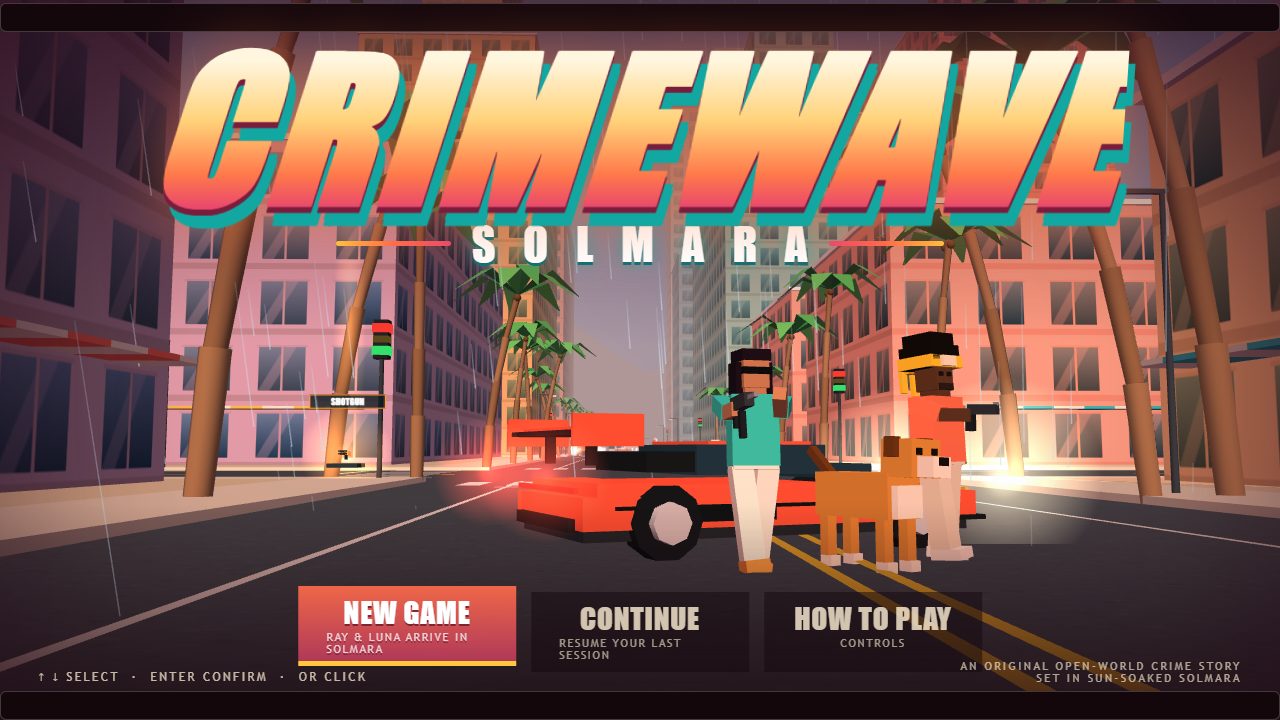 CRIMEWAVE
SOLMARA
SHOTGUN
NEW GAME
RAY & LUNA ARRIVE IN
SOLMARA
CONTINUE
RESUME YOUR LAST
SESSION
HOW TO PLAY
CONTROLS
↑ ↓ SELECT · ENTER CONFIRM · OR CLICK
AN ORIGINAL OPEN-WORLD CRIME STORY
SET IN SUN-SOAKED SOLMARA